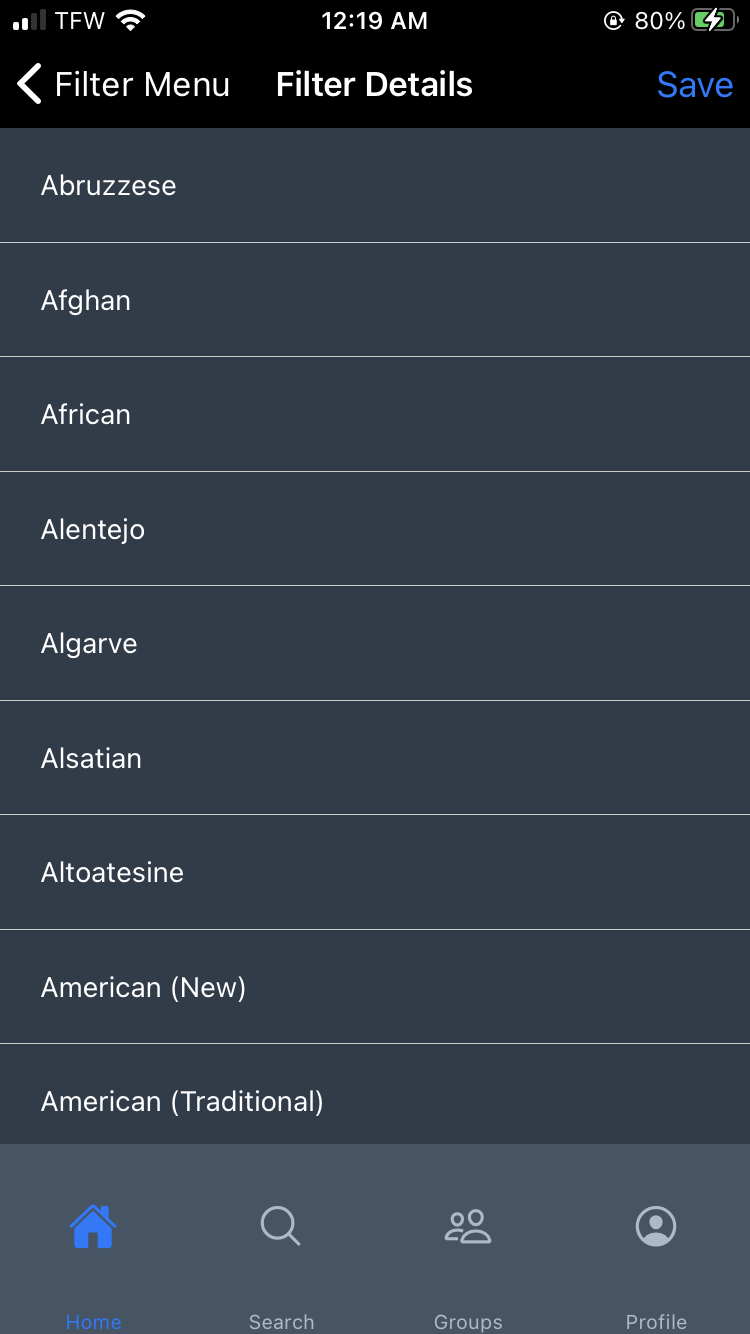 TFW 12:19 AM 80%
Filter Menu Filter Details Save
Abruzzese
Afghan
African
Alentejo
Algarve
Alsatian
Altoatesine
American (New)
American (Traditional)
Home Search Groups Profile